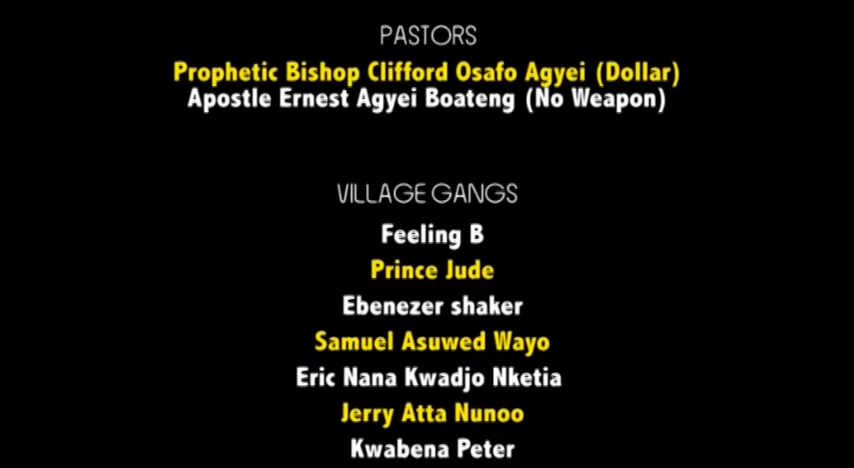 PASTORS
Prophetic Bishop Clifford Osafo Agyei (Dollar)
Apostle Ernest Agyei Boateng (No Weapon)
VILLAGE GANGS
Feeling B
Prince Jude
Ebenezer shaker
Samuel Asuwed Wayo
Eric Nana Kwadjo Nketia
Jerry Atta Nunoo
Kwabena Peter